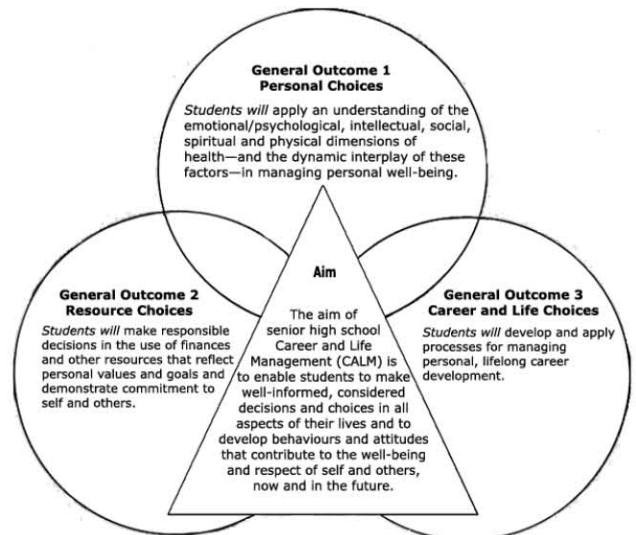 General Outcome 1
Personal Choices
Students will apply an understanding of the
emotional/psychological, intellectual, social,
spiritual and physical dimensions of
health—and the dynamic interplay of these
factors—in managing personal well-being.
General Outcome 2
Resource Choices
Students will make responsible
decisions in the use of finances
and other resources that reflect
personal values and goals and
demonstrate commitment to
self and others.
Aim
The aim of
senior high school
Career and Life
Management (CALM) is
to enable students to make
well-informed, considered
decisions and choices in all
aspects of their lives and to
develop behaviours and attitudes
that contribute to the well-being
and respect of self and others,
now and in the future.
General Outcome 3
Career and Life Choices
Students will develop and apply
processes for managing
personal, lifelong career
development.